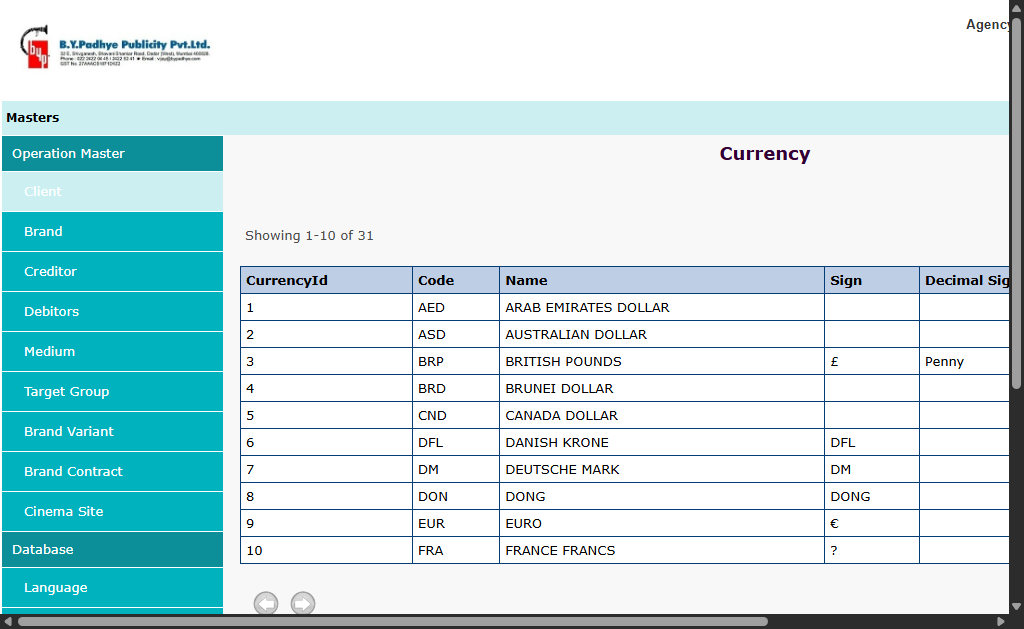 Agency
B.Y.Padhye Publicity Pvt.Ltd.
Masters
Operation Master
Currency
Client
Brand
Showing 1-10 of 31
Creditor
CurrencyId Code Name Sign Decimal Sig
1 AED ARAB EMIRATES DOLLAR
Debitors
2 ASD AUSTRALIAN DOLLAR
Medium
3 BRP BRITISH POUNDS £ Penny
4 BRD BRUNEI DOLLAR
Target Group
5 CND CANADA DOLLAR
Brand Variant
6 DFL DANISH KRONE DFL
Brand Contract
7 DM DEUTSCHE MARK DM
8 DON DONG DONG
Cinema Site
9 EUR EURO €
Database
10 FRA FRANCE FRANCS ?
Language